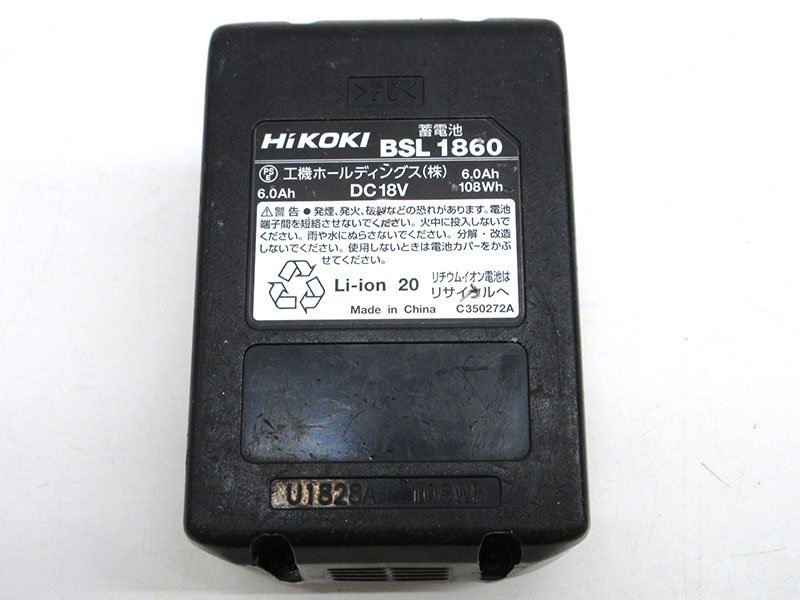 >PC<
HiKOKI 蓄電池
BSL 1860
PSE 工機ホールディングス(株) 6.0Ah
6.0Ah DC 18V 108Wh
⚠警告 ● 発煙、発火、破裂などの恐れがあります。電池
端子間を短絡させないでください。火中に投入しないで
ください。雨や水にぬらさないでください。分解・改造
しないでください。使用しないときは電池カバーをかぶ
せてください。
Li-ion 20 リチウムイオン電池は
リサイクルへ
Made in China C350272A
U1828A 108Wh